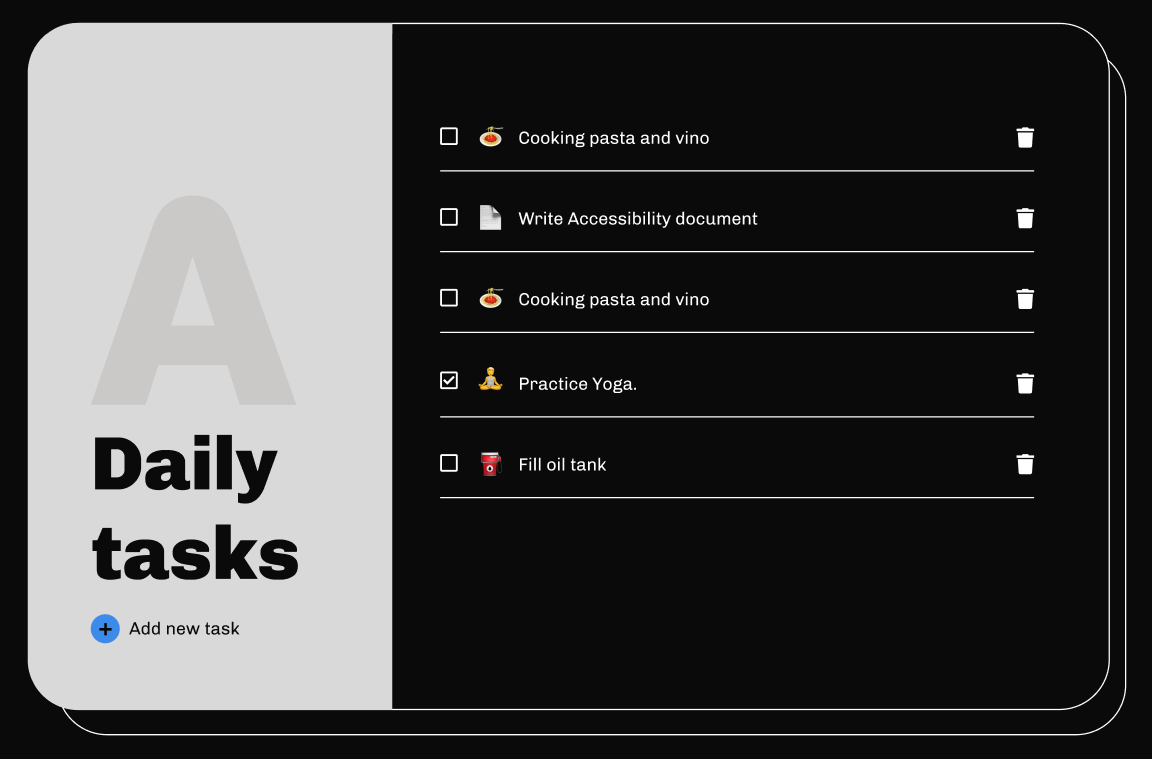 A
Daily
tasks
Add new task
Cooking pasta and vino
Write Accessibility document
Cooking pasta and vino
Practice Yoga.
Fill oil tank